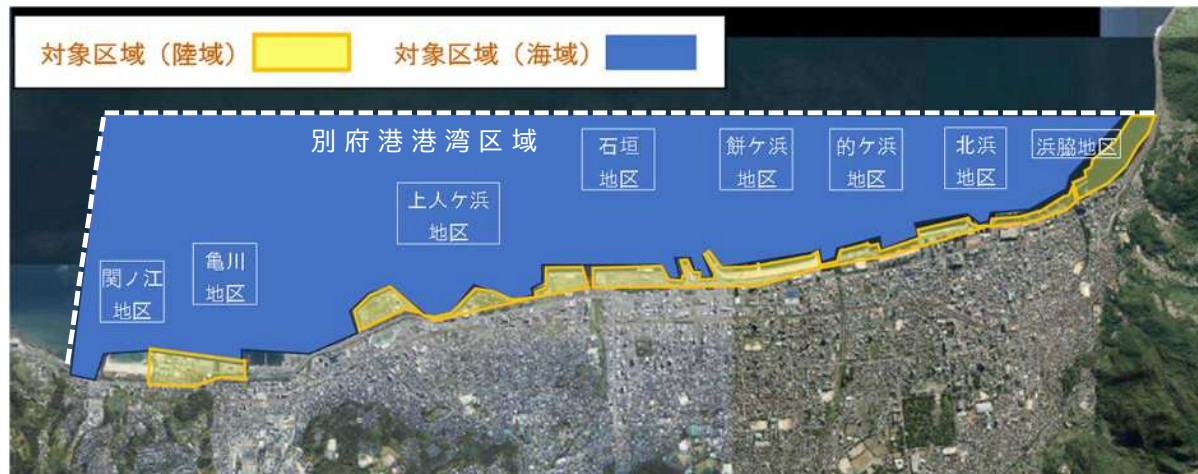 対象区域（陸域）
対象区域（海域）
別府港港湾区域
石垣
地区
餅ケ浜
地区
的ケ浜
地区
北浜
地区
浜脇地区
上人ケ浜
地区
亀川
地区
関ノ江
地区